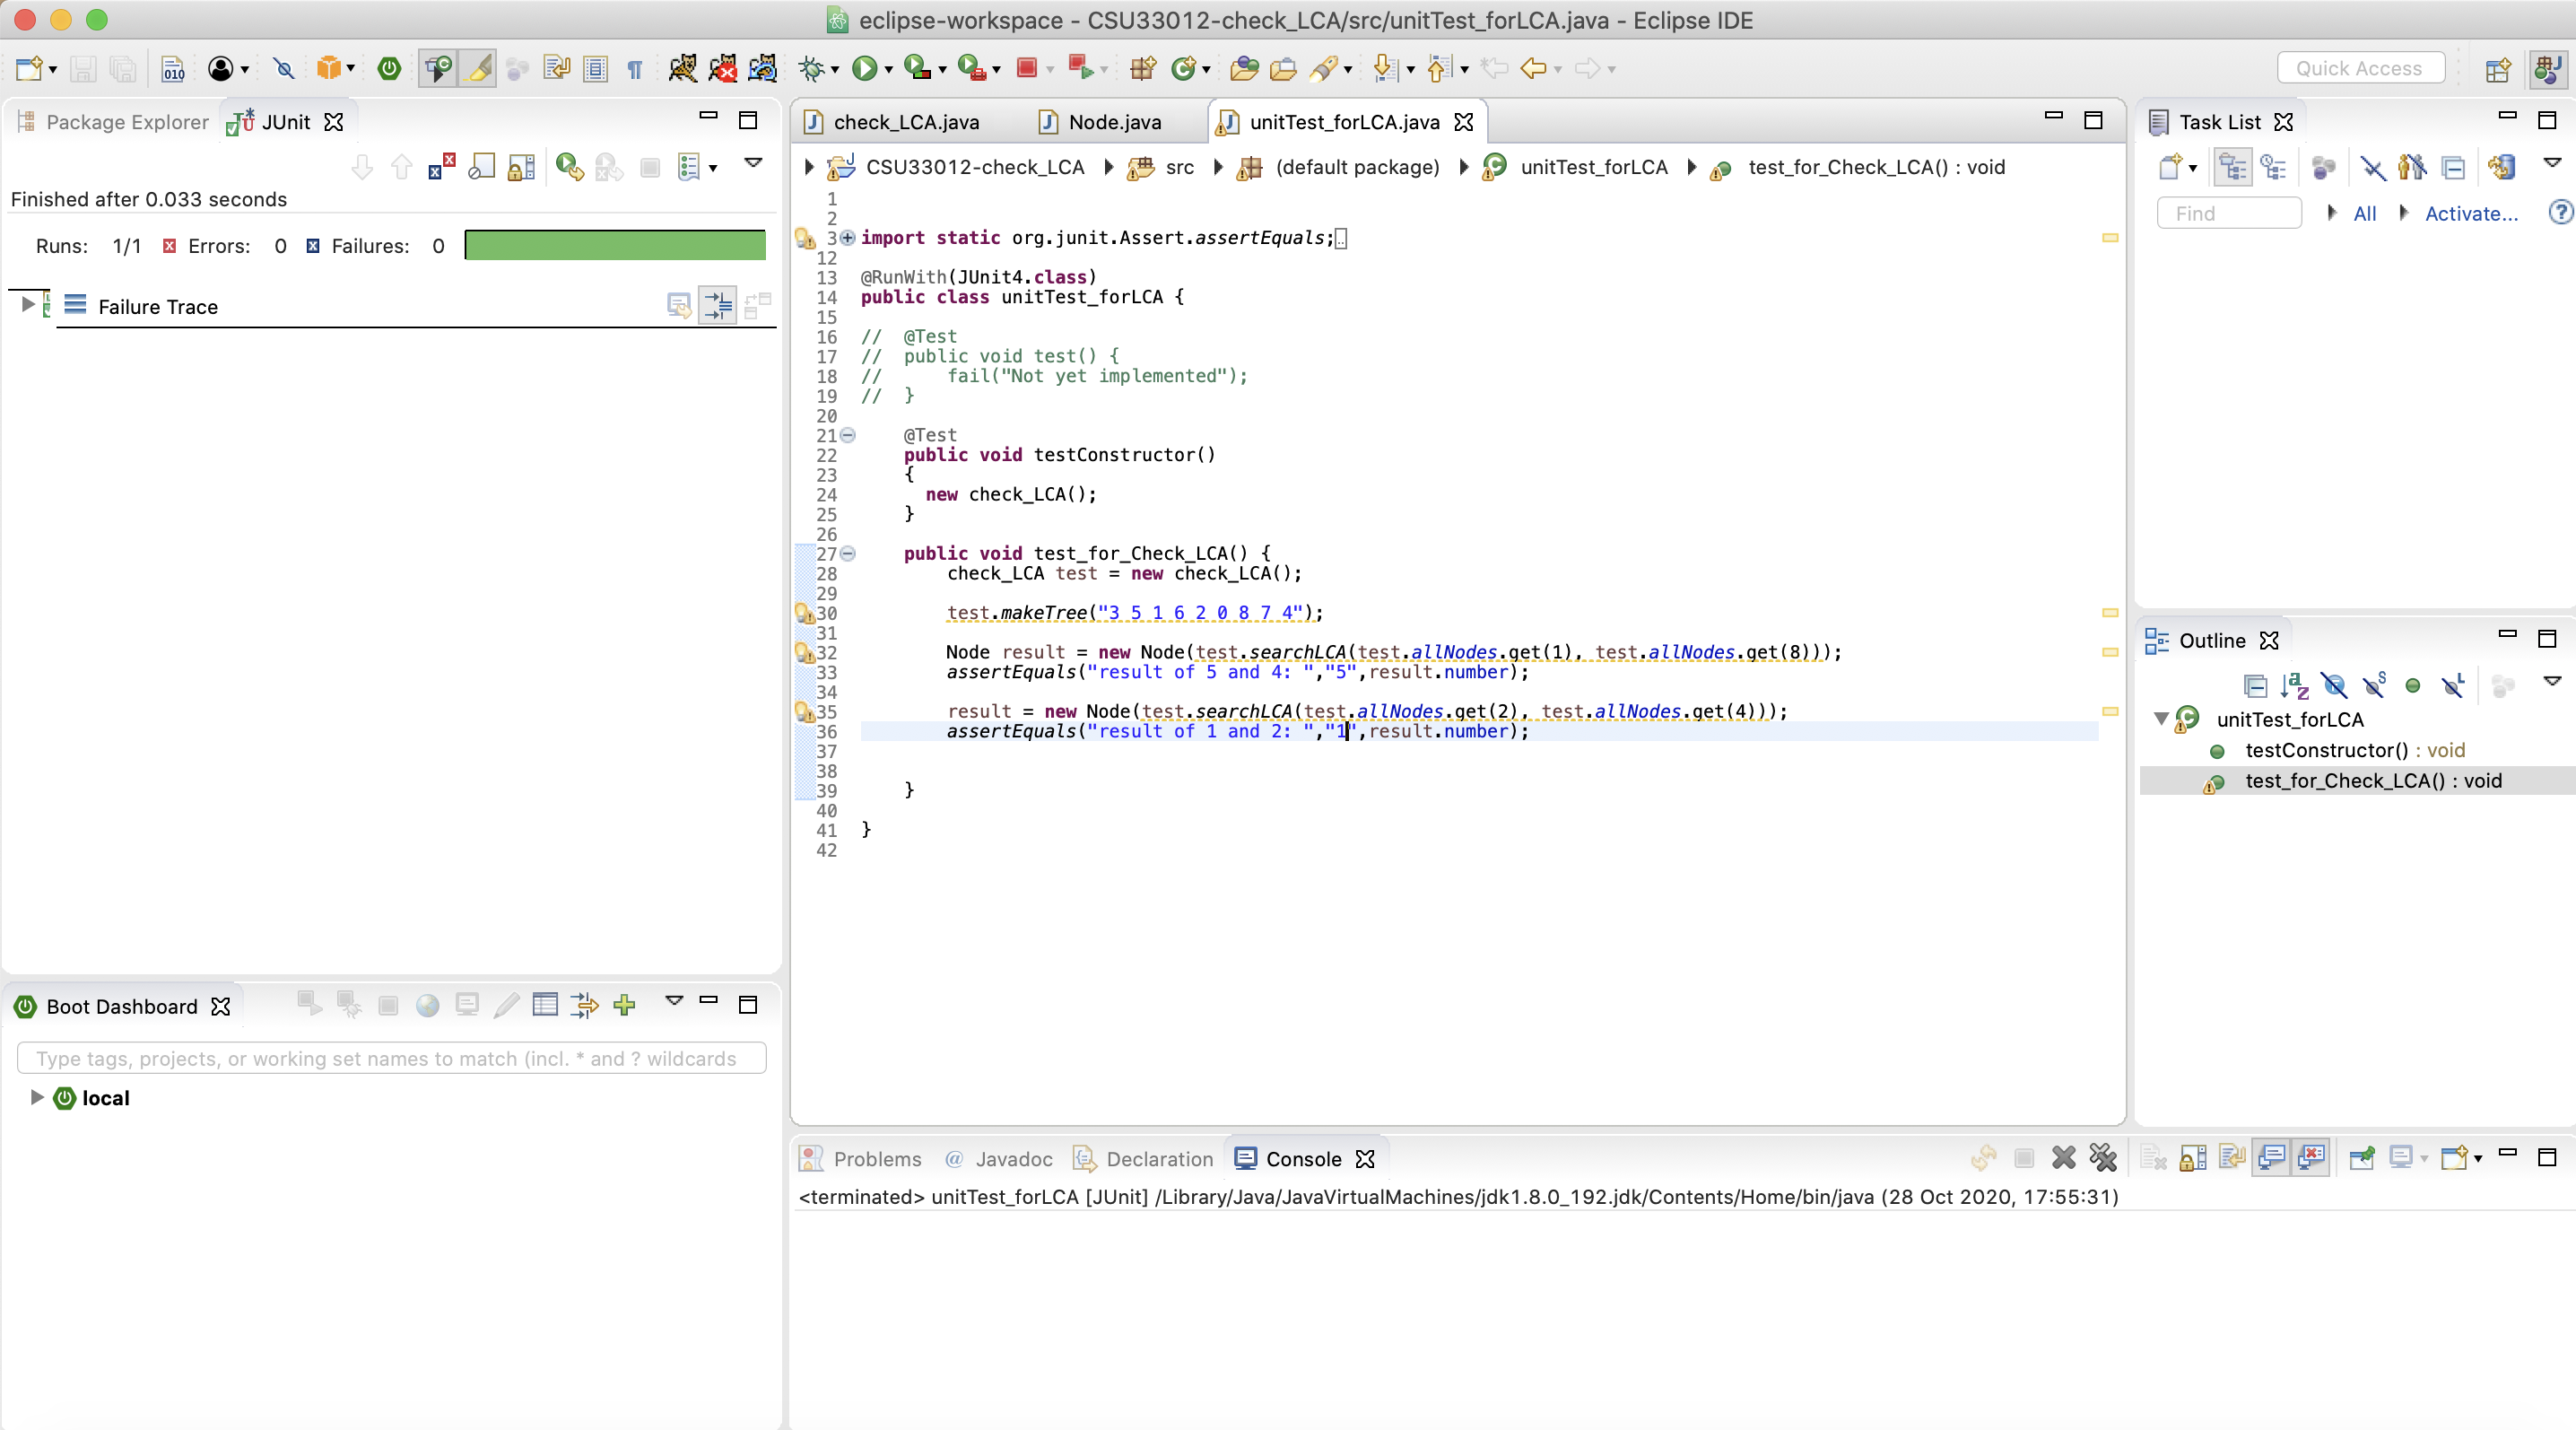 eclipse-workspace - CSU33012-check_LCA/src/unitTest_forLCA.java - Eclipse IDE
010
Quick Access
Package Explorer
JUnit
Finished after 0.033 seconds
Runs: 1/1 Errors: 0 Failures: 0
Failure Trace
check_LCA.java
Node.java
unitTest_forLCA.java
CSU33012-check_LCA
src
(default package)
unitTest_forLCA
test_for_Check_LCA() : void
1
2
3 import static org.junit.Assert.assertEquals;
12
13 @RunWith(JUnit4.class)
14 public class unitTest_forLCA {
15
16 // @Test
17 // public void test() {
18 // fail("Not yet implemented");
19 // }
20
21 @Test
22 public void testConstructor()
23 {
24 new check_LCA();
25 }
26
27 public void test_for_Check_LCA() {
28 check_LCA test = new check_LCA();
29
30 test.makeTree("3 5 1 6 2 0 8 7 4");
31
32 Node result = new Node(test.searchLCA(test.allNodes.get(1), test.allNodes.get(8)));
33 assertEquals("result of 5 and 4: ","5",result.number);
34
35 result = new Node(test.searchLCA(test.allNodes.get(2), test.allNodes.get(4)));
36 assertEquals("result of 1 and 2: ","1",result.number);
37
38
39 }
40
41 }
42
Task List
Find
All
Activate...
Outline
unitTest_forLCA
testConstructor() : void
test_for_Check_LCA() : void
Boot Dashboard
Type tags, projects, or working set names to match (incl. * and ? wildcards
local
Problems
@ Javadoc
Declaration
Console
<terminated> unitTest_forLCA [JUnit] /Library/Java/JavaVirtualMachines/jdk1.8.0_192.jdk/Contents/Home/bin/java (28 Oct 2020, 17:55:31)